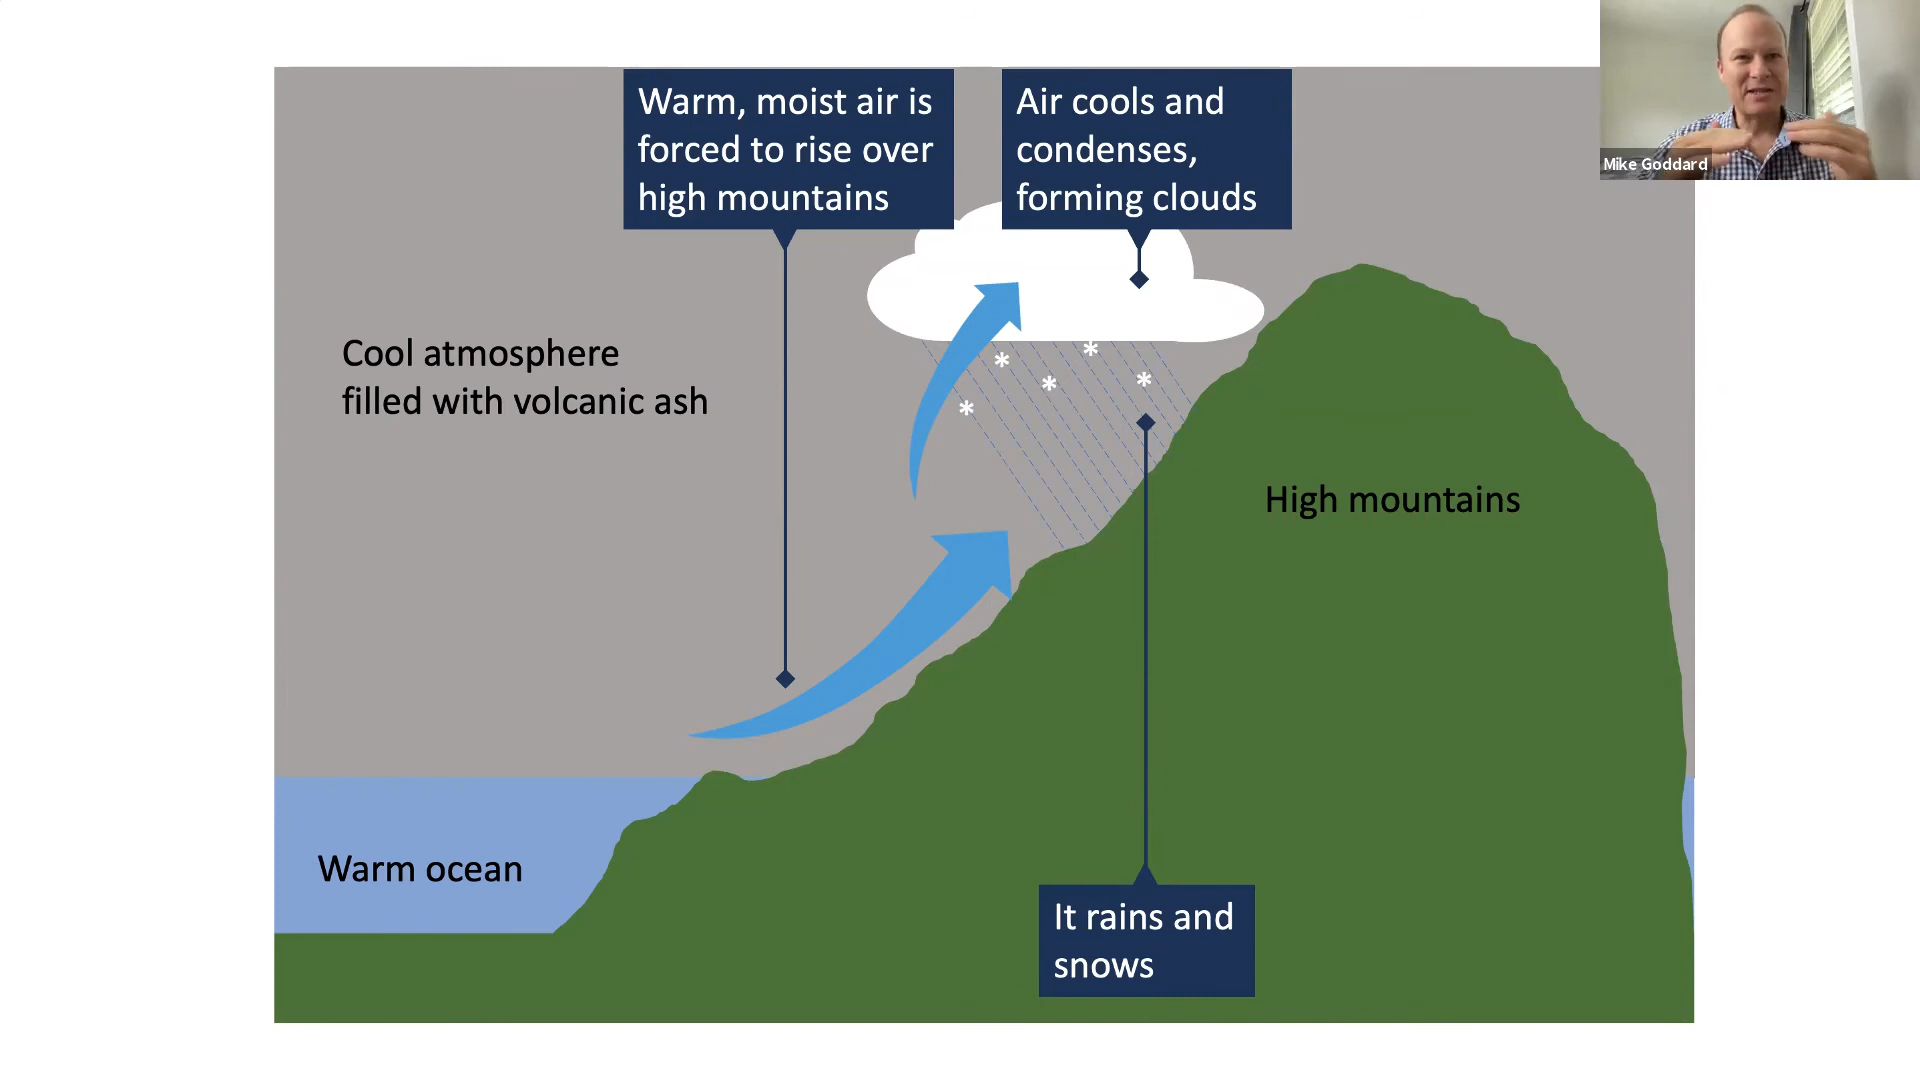 Warm, moist air is
forced to rise over
high mountains
Air cools and
condenses,
forming clouds
Mike Goddard
Cool atmosphere
filled with volcanic ash
High mountains
Warm ocean
It rains and
snows